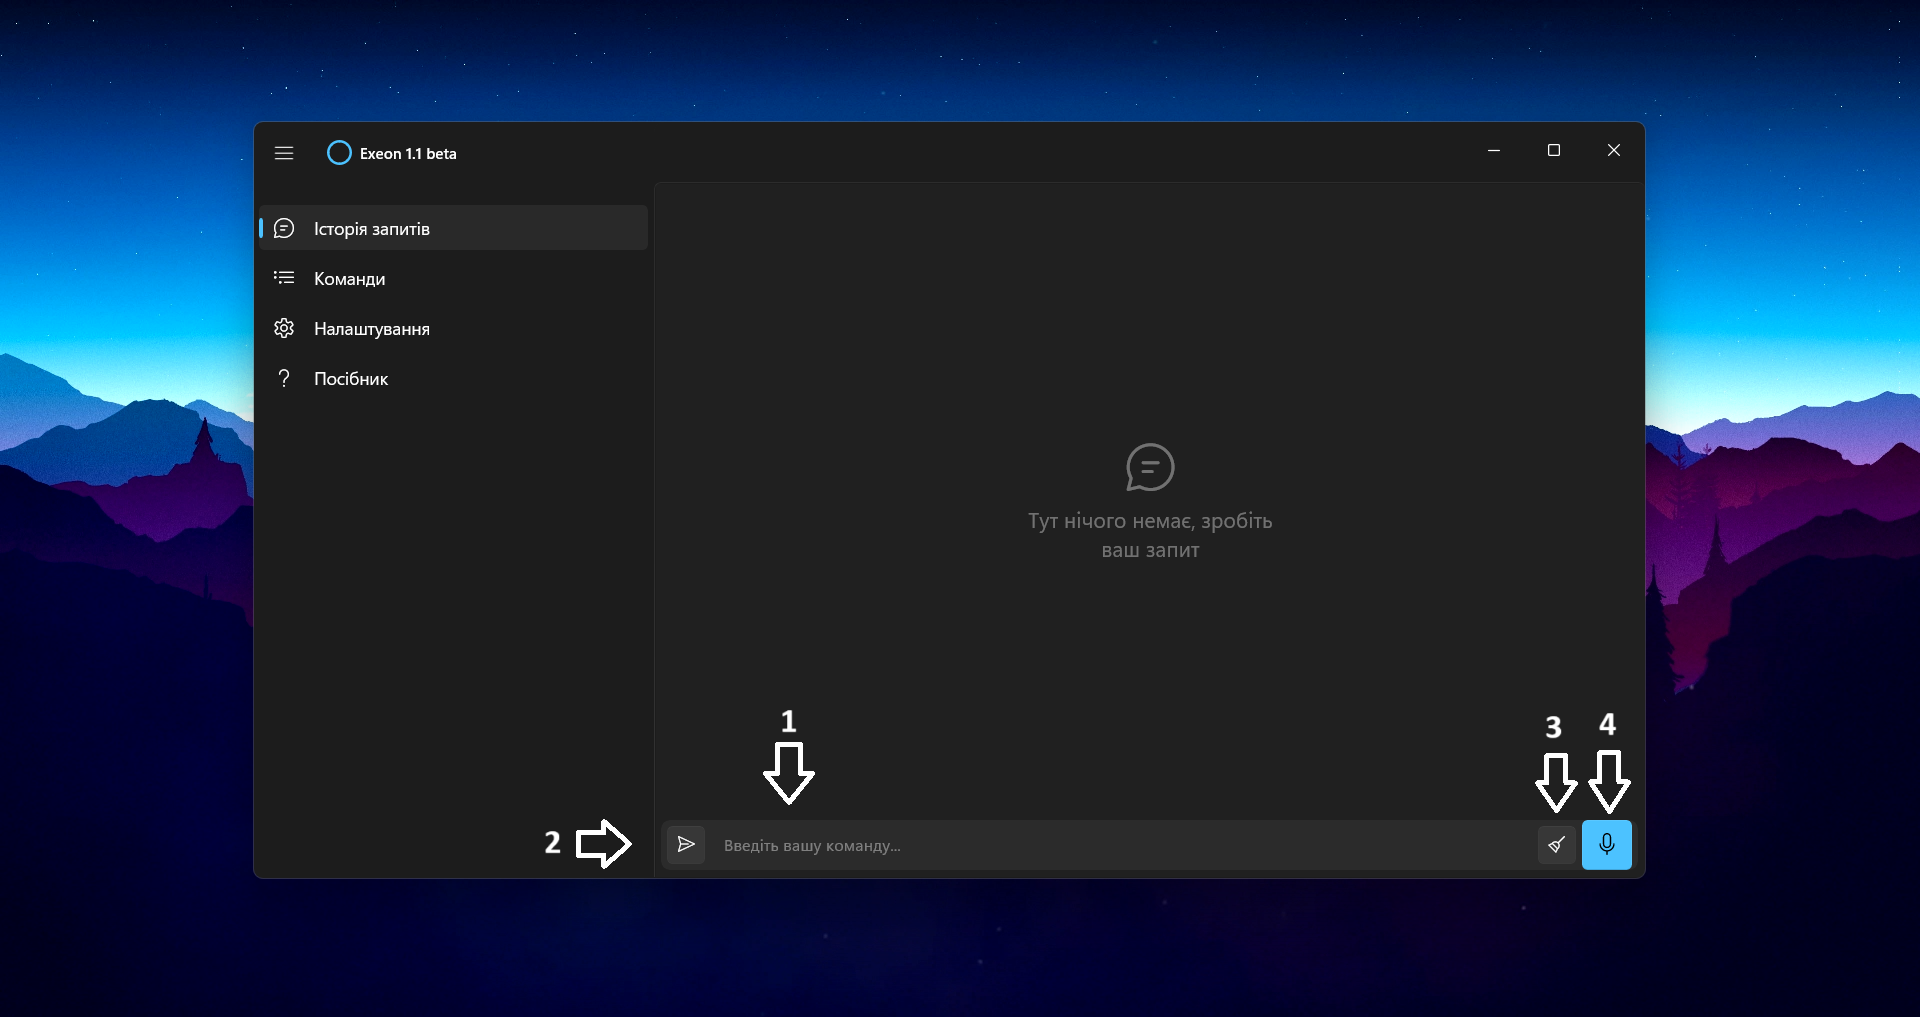 Exeon 1.1 beta
Історія запитів
Команди
Налаштування
? Посібник
Тут нічого немає, зробіть
ваш запит
1
3
4
2
Введіть вашу команду...